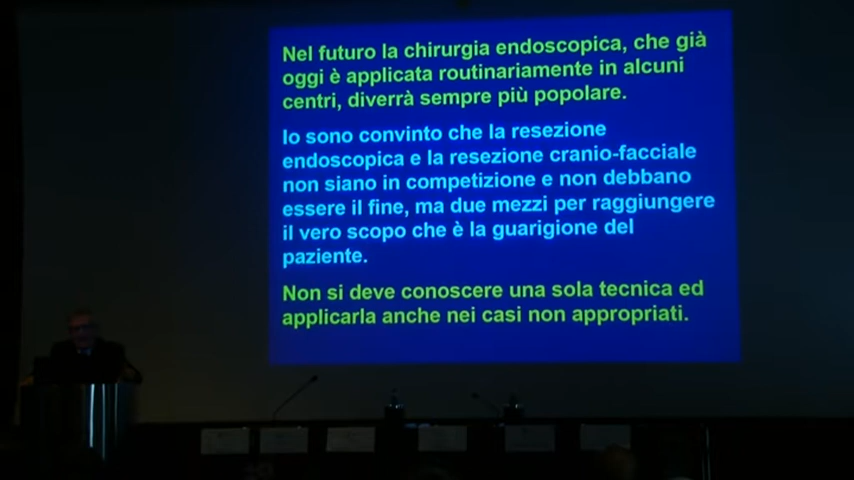 Nel futuro la chirurgia endoscopica, che già
oggi è applicata routinariamente in alcuni
centri, diverrà sempre più popolare.
Io sono convinto che la resezione
endoscopica e la resezione cranio-facciale
non siano in competizione e non debbano
essere il fine, ma due mezzi per raggiungere
il vero scopo che è la guarigione del
paziente.
Non si deve conoscere una sola tecnica ed
applicarla anche nei casi non appropriati.